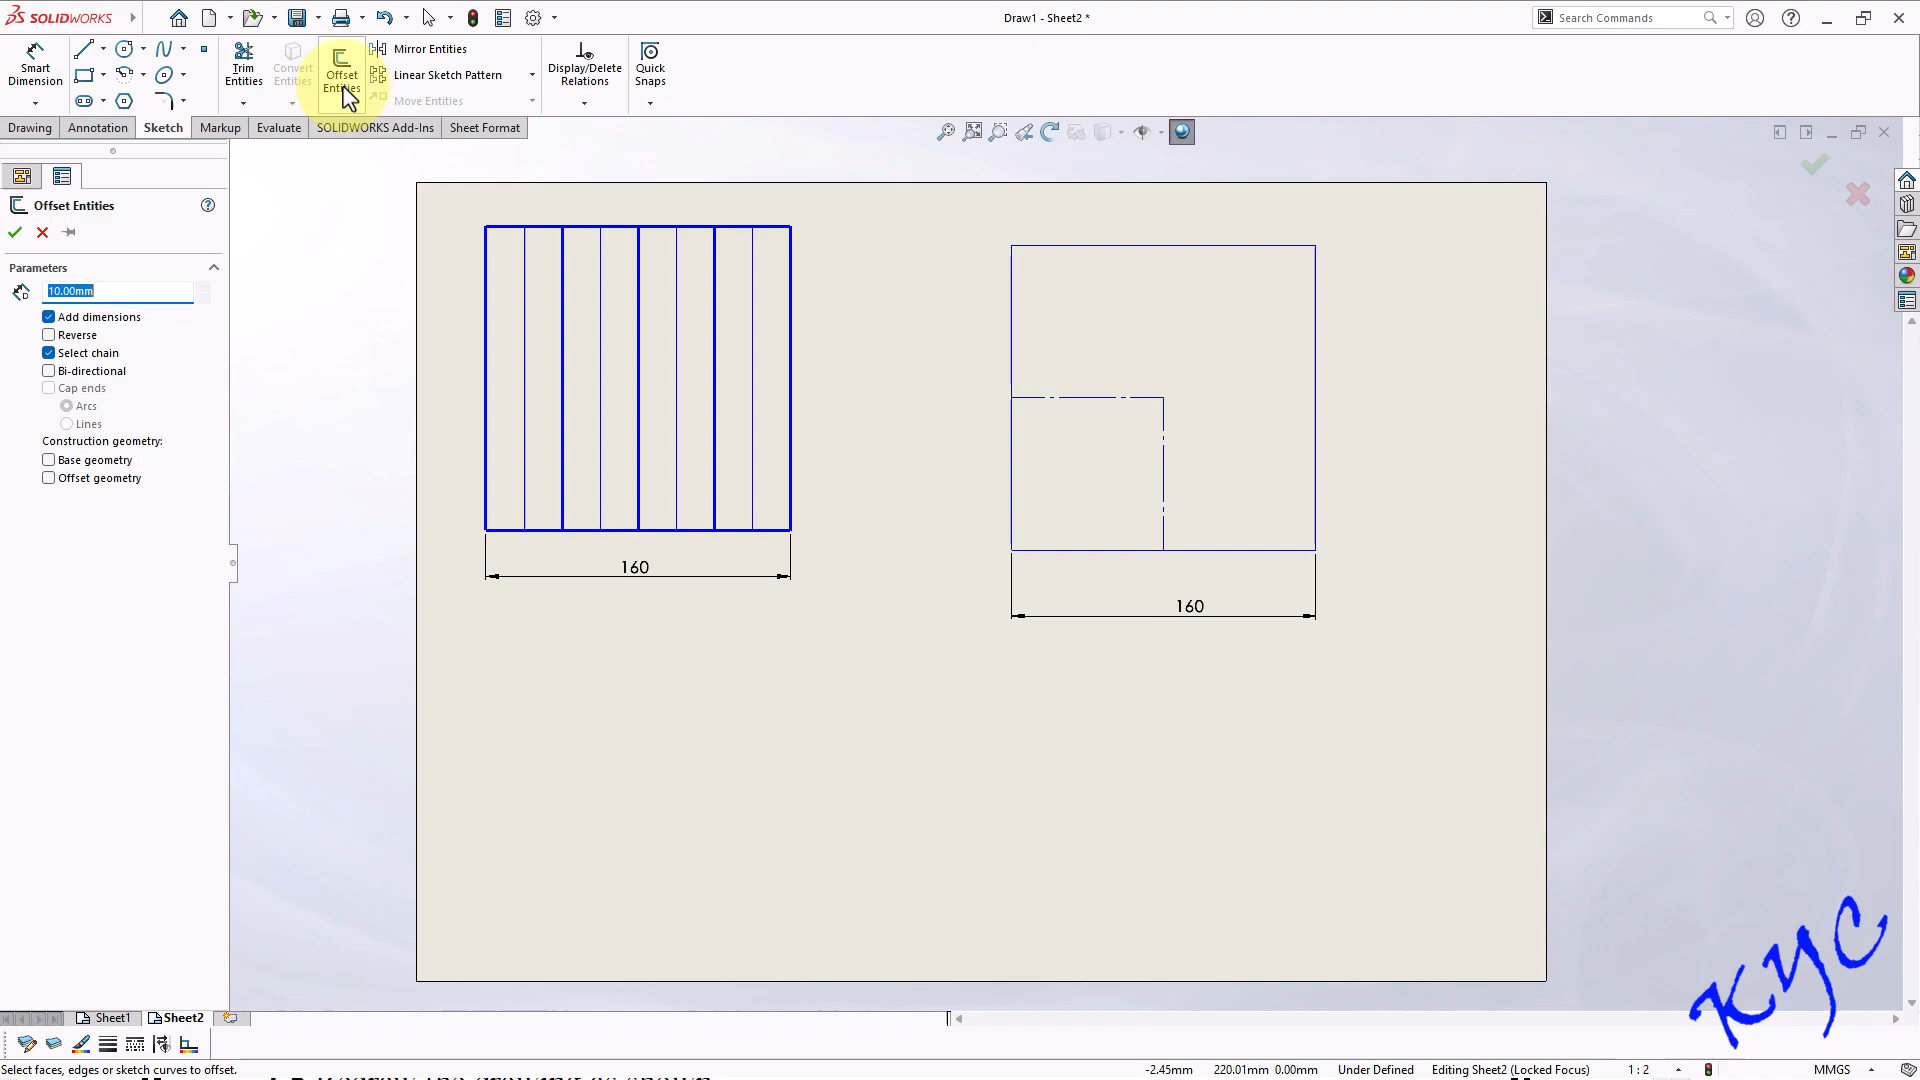 SOLIDWORKS
Draw1 - Sheet2 *
Search Commands
Smart Dimension
Trim Entities
Convert Entities
Offset Entities
Mirror Entities
Linear Sketch Pattern
Move Entities
Display/Delete Relations
Quick Snaps
Drawing
Annotation
Sketch
Markup
Evaluate
SOLIDWORKS Add-Ins
Sheet Format
Offset Entities
Parameters
10.00mm
Add dimensions
Reverse
Select chain
Bi-directional
Cap ends
Arcs
Lines
Construction geometry:
Base geometry
Offset geometry
160
160
KYC
Sheet1
Sheet2
Select faces, edges or sketch curves to offset.
-2.45mm
220.01mm 0.00mm
Under Defined
Editing Sheet2 (Locked Focus)
1 : 2
MMGS